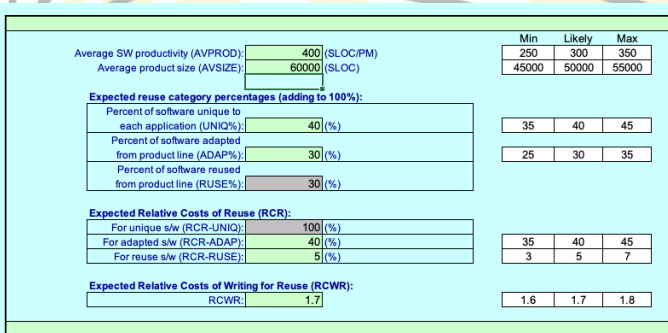 Min Likely Max
Average SW productivity (AVPROD): 400 (SLOC/PM) 250 300 350
Average product size (AVSIZE): 60000 (SLOC) 45000 50000 55000
Expected reuse category percentages (adding to 100%):
Percent of software unique to
each application (UNIQ%): 40 (%) 35 40 45
Percent of software adapted
from product line (ADAP%): 30 (%) 25 30 35
Percent of software reused
from product line (RUSE%): 30 (%)
Expected Relative Costs of Reuse (RCR):
For unique s/w (RCR-UNIQ): 100 (%)
For adapted s/w (RCR-ADAP): 40 (%) 35 40 45
For reuse s/w (RCR-RUSE): 5 (%) 3 5 7
Expected Relative Costs of Writing for Reuse (RCWR):
RCWR: 1.7 1.6 1.7 1.8